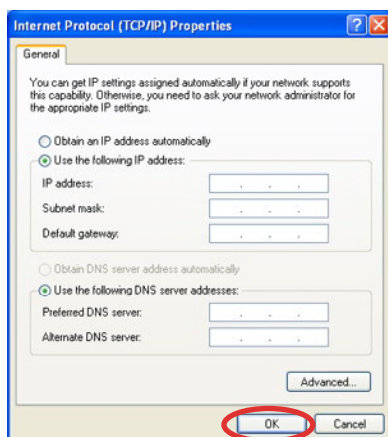 Internet Protocol (TCP/IP) Properties
General
You can get IP settings assigned automatically if your network supports
this capability. Otherwise, you need to ask your network administrator for
the appropriate IP settings.
Obtain an IP address automatically
Use the following IP address:
IP address:
Subnet mask:
Default gateway:
Obtain DNS server address automatically
Use the following DNS server addresses:
Preferred DNS server:
Alternate DNS server:
Advanced...
OK Cancel